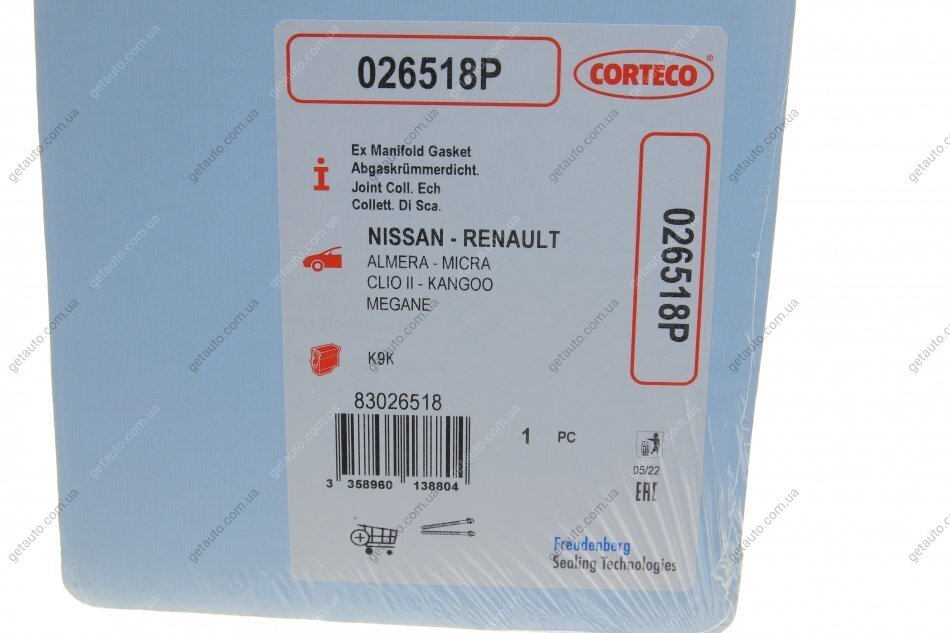 026518P
CORTECO®
Ex Manifold Gasket
Abgaskrümmerdicht.
Joint Coll. Ech
Collett. Di Sca.
026518P
NISSAN - RENAULT
ALMERA - MICRA
CLIO II - KANGOO
MEGANE
K9K
83026518
3 358960 138804
1 PC
05/22
EAC
Freudenberg
Sealing Technologies
getauto.com.ua